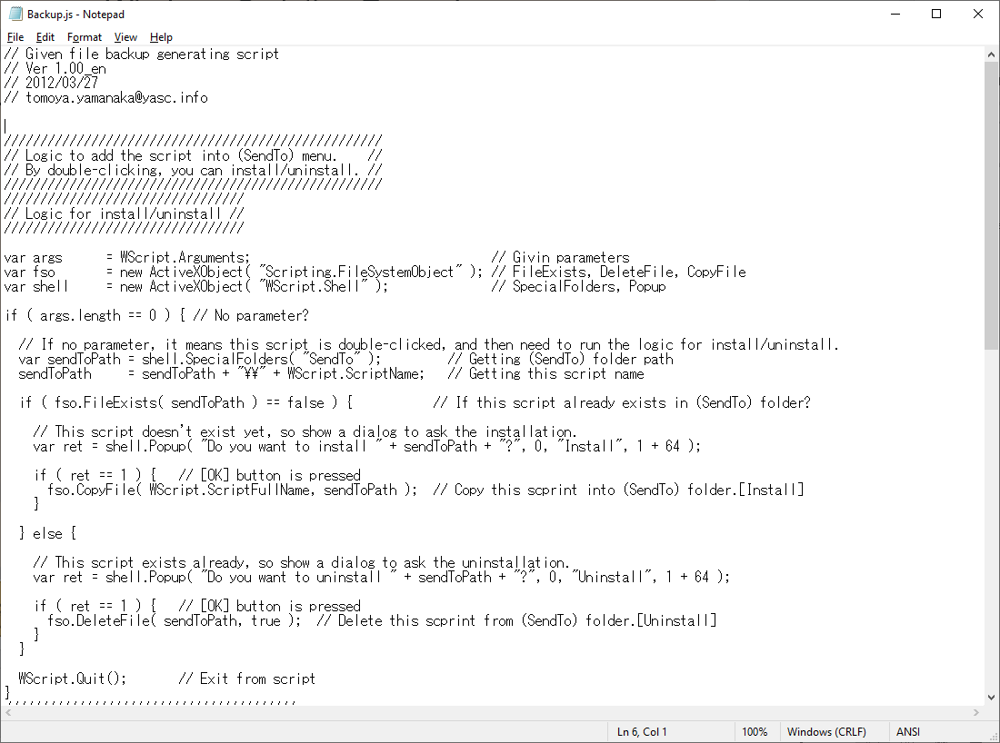 Backup.js - Notepad
File Edit Format View Help
// Given file backup generating script
// Ver 1.00_en
// 2012/03/27
// tomoya.yamanaka@yasc.info
////////////////////////////////////////////////////
// Logic to add the script into (SendTo) menu.    //
// By double-clicking, you can install/uninstall. //
////////////////////////////////////////////////////
/////////////////////////////////
// Logic for install/uninstall //
/////////////////////////////////
var args      = WScript.Arguments;                                 // Givin parameters
var fso       = new ActiveXObject( "Scripting.FileSystemObject" ); // FileExists, DeleteFile, CopyFile
var shell     = new ActiveXObject( "WScript.Shell" );              // SpecialFolders, Popup
if ( args.length == 0 ) { // No parameter?
  // If no parameter, it means this script is double-clicked, and then need to run the logic for install/uninstall.
  var sendToPath = shell.SpecialFolders( "SendTo" );         // Getting (SendTo) folder path
  sendToPath     = sendToPath + "¥¥" + WScript.ScriptName;   // Getting this script name
  if ( fso.FileExists( sendToPath ) == false ) {           // If this script already exists in (SendTo) folder?
    // This script doesn't exist yet, so show a dialog to ask the installation.
    var ret = shell.Popup( "Do you want to install " + sendToPath + "?", 0, "Install", 1 + 64 );
    if ( ret == 1 ) {   // [OK] button is pressed
      fso.CopyFile( WScript.ScriptFullName, sendToPath );  // Copy this scprint into (SendTo) folder.[Install]
    }
  } else {
    // This script exists already, so show a dialog to ask the uninstallation.
    var ret = shell.Popup( "Do you want to uninstall " + sendToPath + "?", 0, "Uninstall", 1 + 64 );
    if ( ret == 1 ) {   // [OK] button is pressed
      fso.DeleteFile( sendToPath, true );  // Delete this scprint from (SendTo) folder.[Uninstall]
    }
  }
  WScript.Quit();       // Exit from script
}
Ln 6, Col 1 100% Windows (CRLF) ANSI